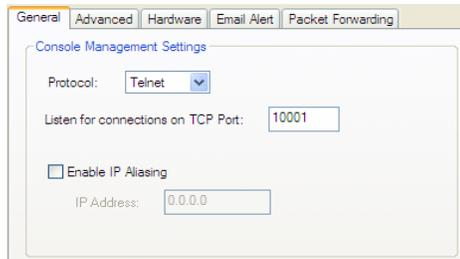 General Advanced Hardware Email Alert Packet Forwarding
Console Management Settings
Protocol: Telnet
Listen for connections on TCP Port: 10001
Enable IP Aliasing
IP Address: 0.0.0.0